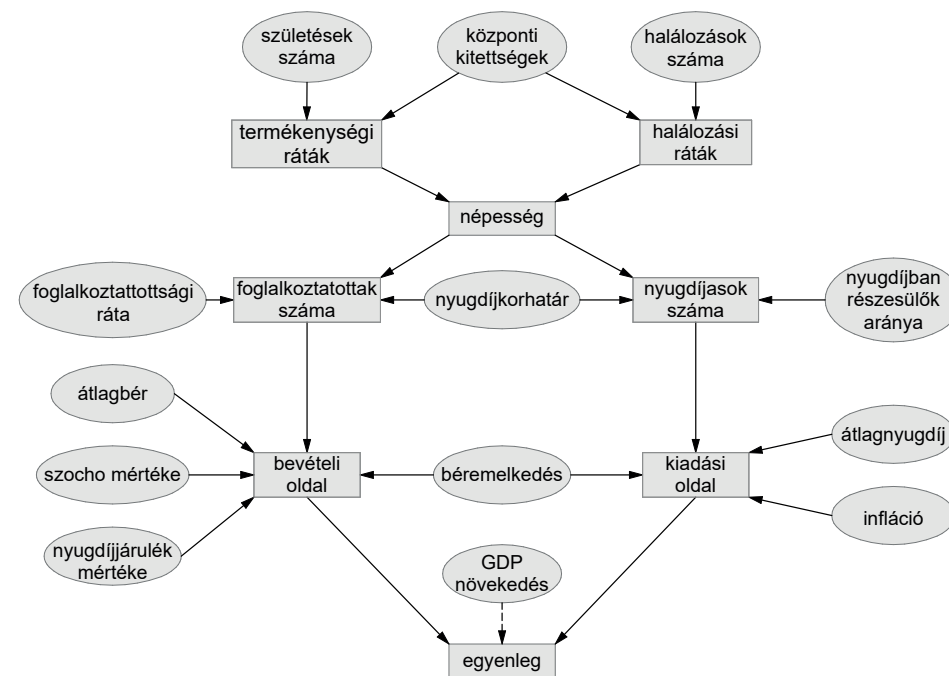 születések
száma
központi
kitettségek
halálozások
száma
termékenységi
ráták
halálozási
ráták
népesség
foglalkoztattottsági
ráta
foglalkoztatottak
száma
nyugdíjkorhatár
nyugdíjasok
száma
nyugdíjban
részesülők
aránya
átlagbér
átlagnyugdíj
szocho mértéke
bevételi
oldal
béremelkedés
kiadási
oldal
infláció
nyugdíjjárulék
mértéke
GDP
növekedés
egyenleg